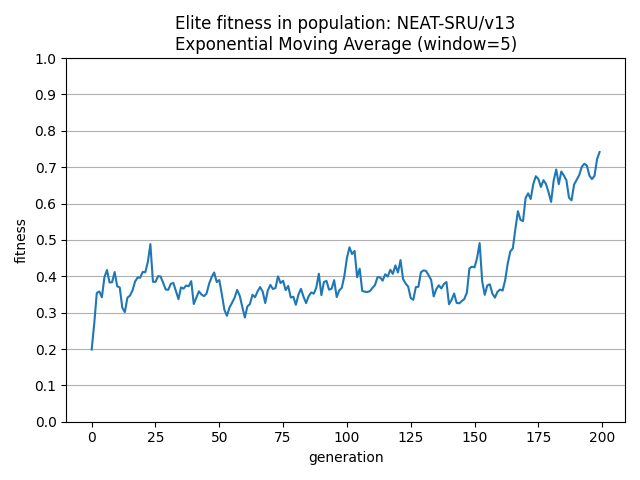 Elite fitness in population: NEAT-SRU/v13
Exponential Moving Average (window=5)
1.0
0.9
0.8
0.7
0.6
0.5
0.4
0.3
0.2
0.1
0.0
fitness
0 25 50 75 100 125 150 175 200
generation